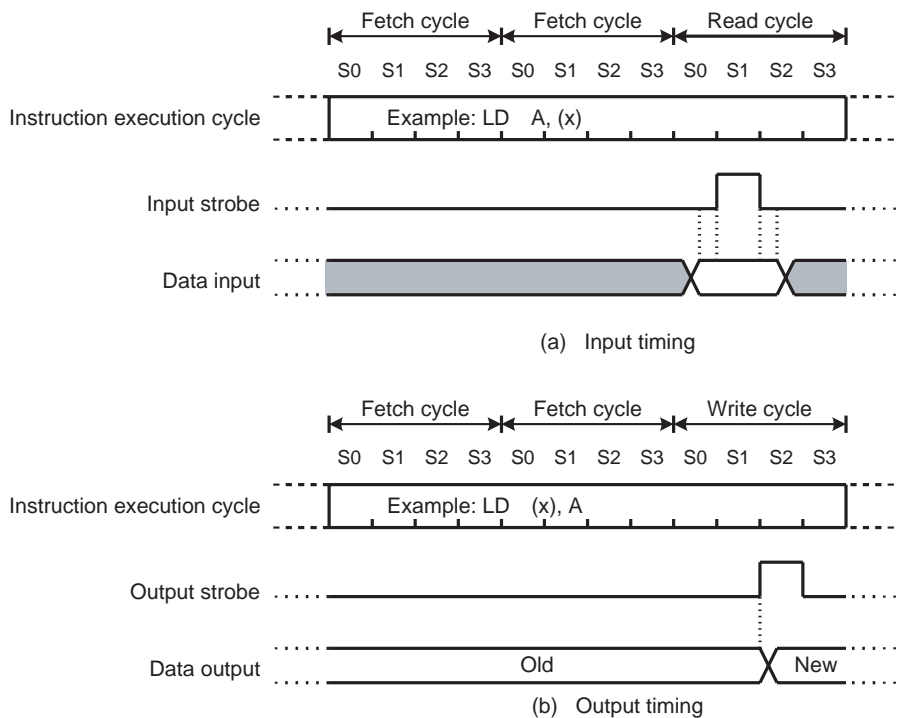 Fetch cycle Fetch cycle Read cycle
S0 S1 S2 S3 S0 S1 S2 S3 S0 S1 S2 S3
Instruction execution cycle Example: LD A, (x)
Input strobe
Data input
(a) Input timing
Fetch cycle Fetch cycle Write cycle
S0 S1 S2 S3 S0 S1 S2 S3 S0 S1 S2 S3
Instruction execution cycle Example: LD (x), A
Output strobe
Data output Old New
(b) Output timing